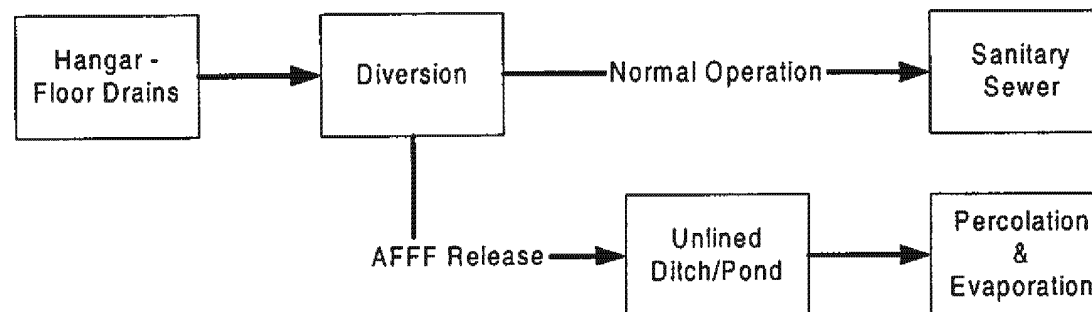 Hangar -
Floor Drains
Diversion
Normal Operation
Sanitary
Sewer
AFFF Release
Unlined
Ditch/Pond
Percolation
&
Evaporation